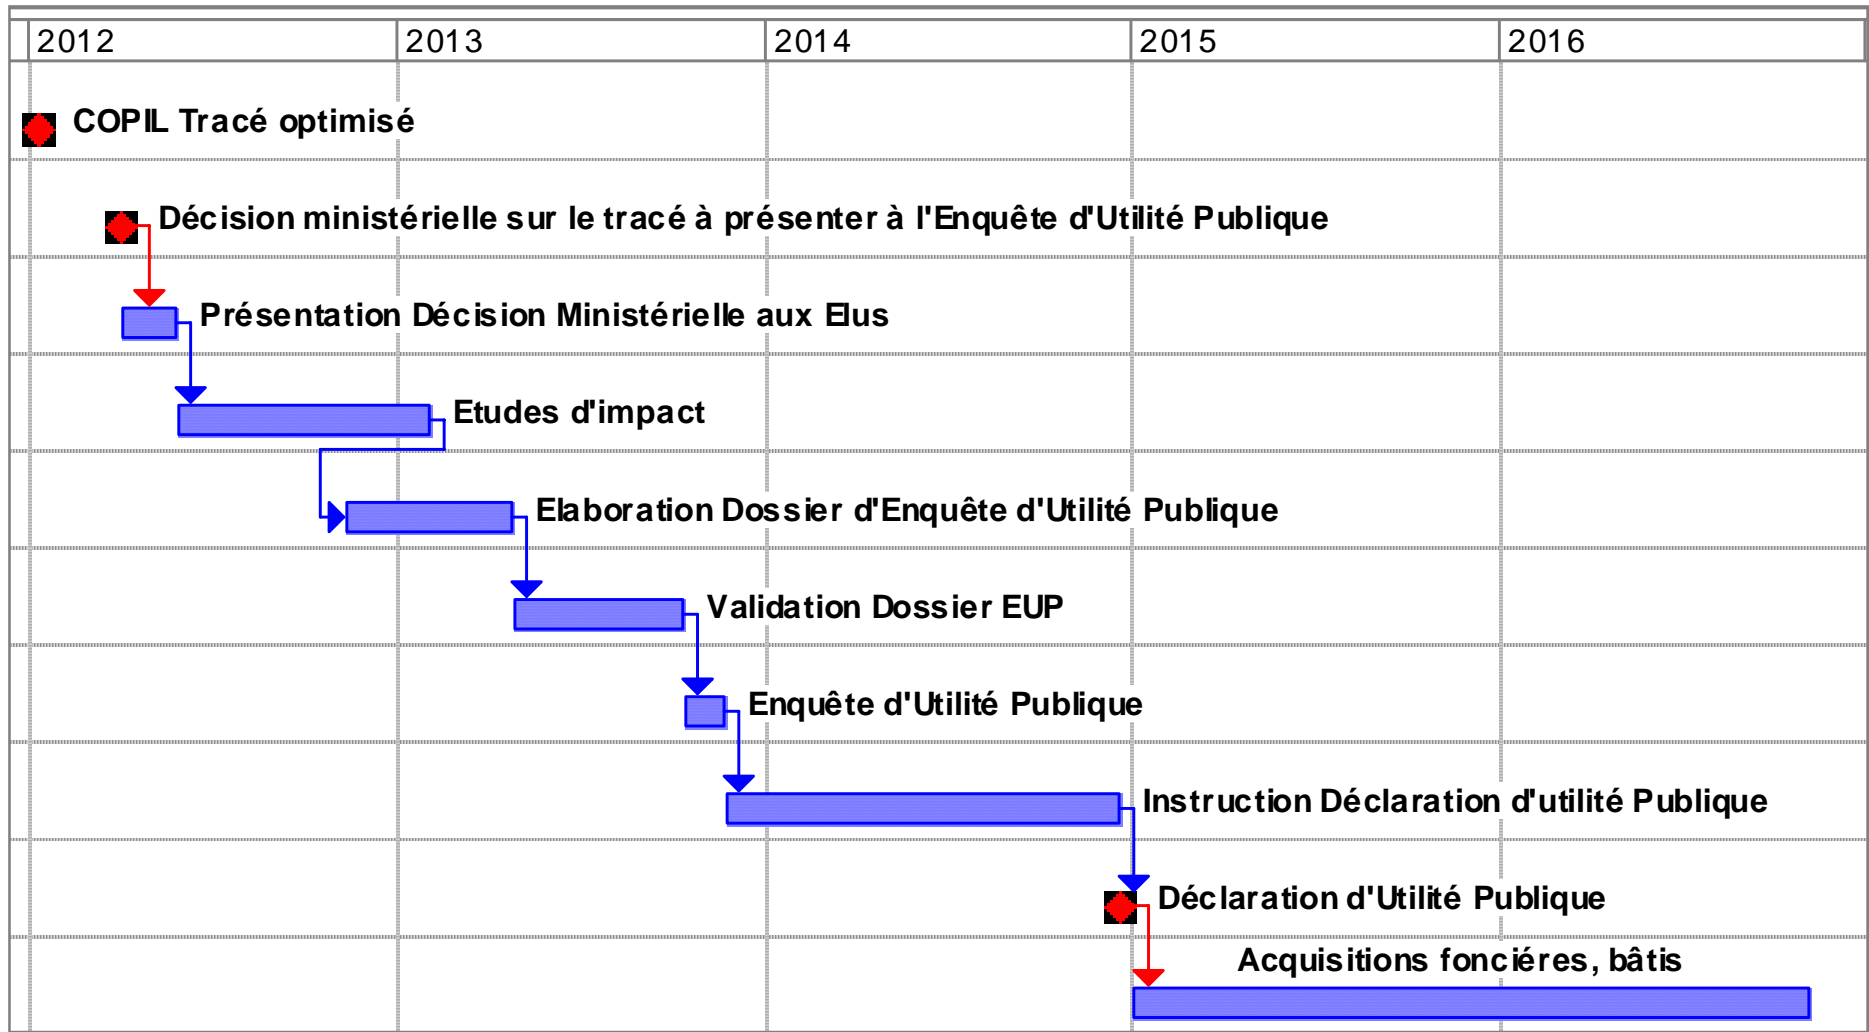 2012 2013 2014 2015 2016
COPIL Tracé optimisé
Décision ministérielle sur le tracé à présenter à l'Enquête d'Utilité Publique
Présentation Décision Ministérielle aux Elus
Etudes d'impact
Elaboration Dossier d'Enquête d'Utilité Publique
Validation Dossier EUP
Enquête d'Utilité Publique
Instruction Déclaration d'utilité Publique
Déclaration d'Utilité Publique
Acquisitions fonciéres, bâtis